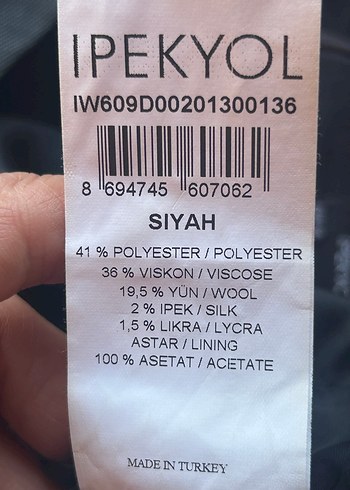 IPEKYOL
IW609D00201300136
8 694745 607062
SIYAH
41 % POLYESTER / POLYESTER
36 % VISKON / VISCOSE
19,5 % YÜN / WOOL
2 % IPEK / SILK
1,5 % LIKRA / LYCRA
ASTAR / LINING
100 % ASETAT / ACETATE
MADE IN TURKEY